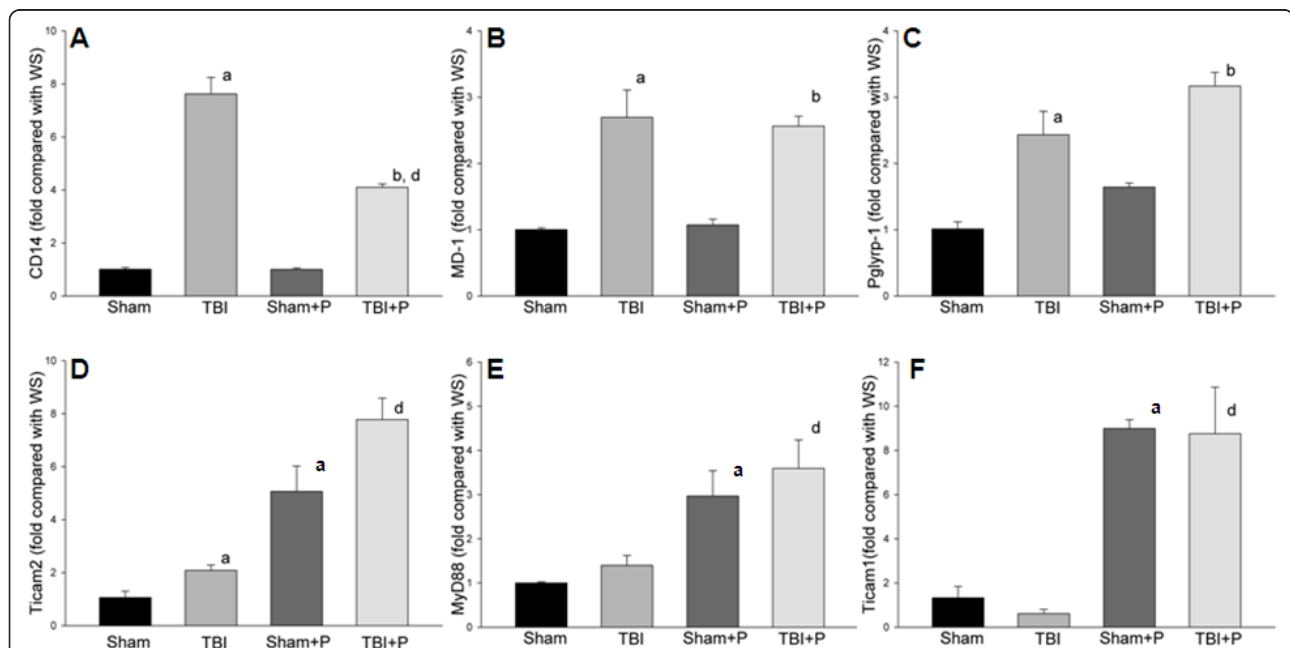 A
CD14 (fold compared with WS)
10
8
6
4
2
0
a
b, d
Sham TBI Sham+P TBI+P
B
MD-1 (fold compared with WS)
4
3
2
1
0
a
b
Sham TBI Sham+P TBI+P
C
Pglyrp-1 (fold compared with WS)
4
3
2
1
0
a
b
Sham TBI Sham+P TBI+P
D
Ticam2 (fold compared with WS)
10
8
6
4
2
0
a
a
d
Sham TBI Sham+P TBI+P
E
MyD88 (fold compared with WS)
6
5
4
3
2
1
0
a
d
Sham TBI Sham+P TBI+P
F
Ticam1(fold compared with WS)
12
10
8
6
4
2
0
a
d
Sham TBI Sham+P TBI+P